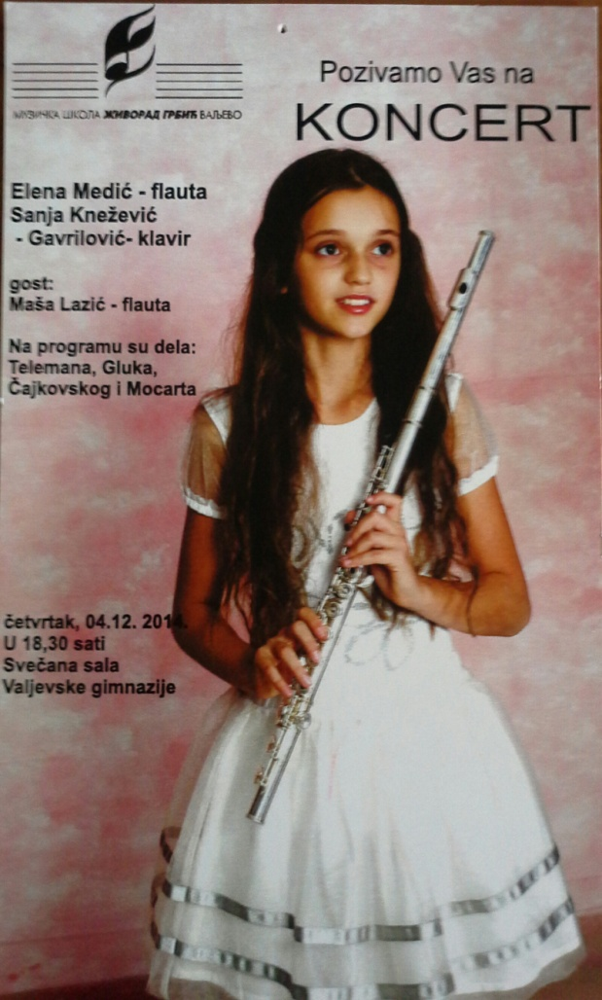 МУЗИЧКА ШКОЛА ЖИВОРАД ГРБИЋ ВАЉЕВО
Pozivamo Vas na
KONCERT
Elena Medić - flauta
Sanja Knežević
- Gavrilović- klavir
gost:
Maša Lazić - flauta
Na programu su dela:
Telemana, Gluka,
Čajkovskog i Mocarta
četvrtak, 04.12. 2014.
U 18,30 sati
Svečana sala
Valjevske gimnazije